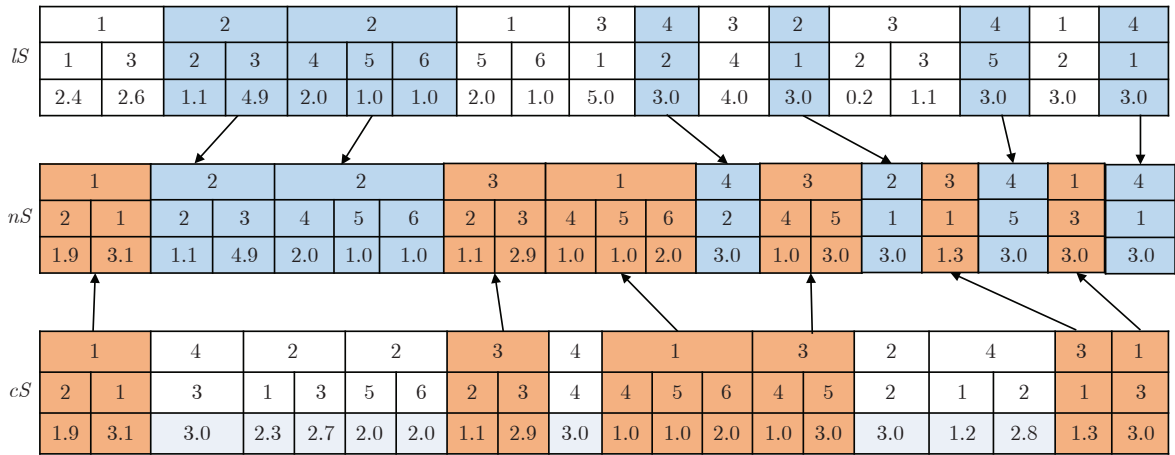 1 2 2 1 3 4 3 2 3 4 1 4
lS 1 3 2 3 4 5 6 5 6 1 2 4 1 2 3 5 2 1
2.4 2.6 1.1 4.9 2.0 1.0 1.0 2.0 1.0 5.0 3.0 4.0 3.0 0.2 1.1 3.0 3.0 3.0
1 2 2 3 1 4 3 2 3 4 1 4
nS 2 1 2 3 4 5 6 2 3 4 5 6 2 4 5 1 1 5 3 1
1.9 3.1 1.1 4.9 2.0 1.0 1.0 1.1 2.9 1.0 1.0 2.0 3.0 1.0 3.0 3.0 1.3 3.0 3.0 3.0
1 4 2 2 3 4 1 3 2 4 3 1
cS 2 1 3 1 3 5 6 2 3 4 4 5 6 4 5 2 1 2 1 3
1.9 3.1 3.0 2.3 2.7 2.0 2.0 1.1 2.9 3.0 1.0 1.0 2.0 1.0 3.0 3.0 1.2 2.8 1.3 3.0